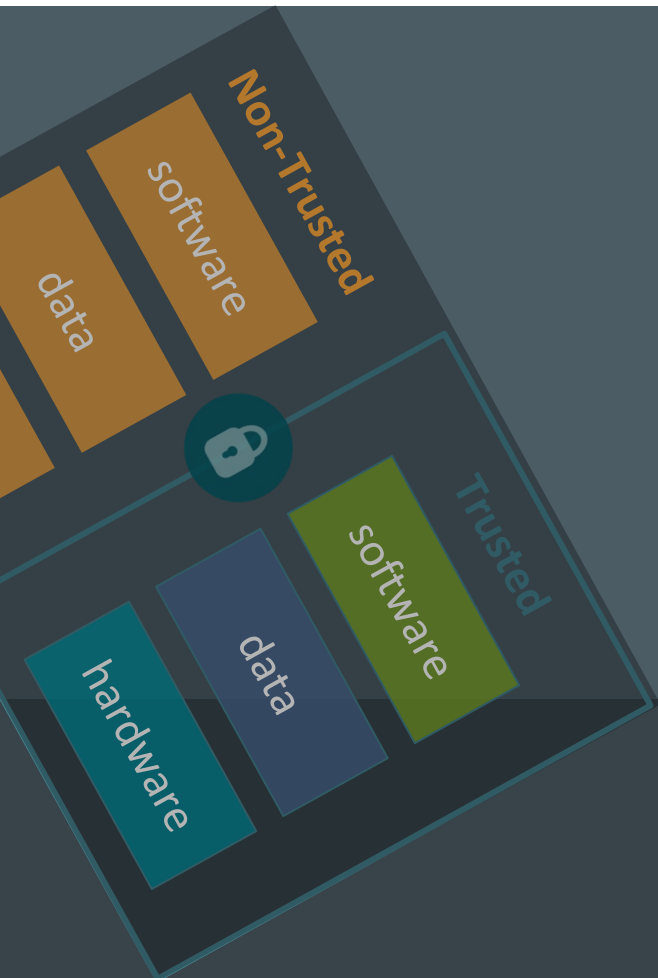 Non-Trusted
software
data
Trusted
software
data
hardware